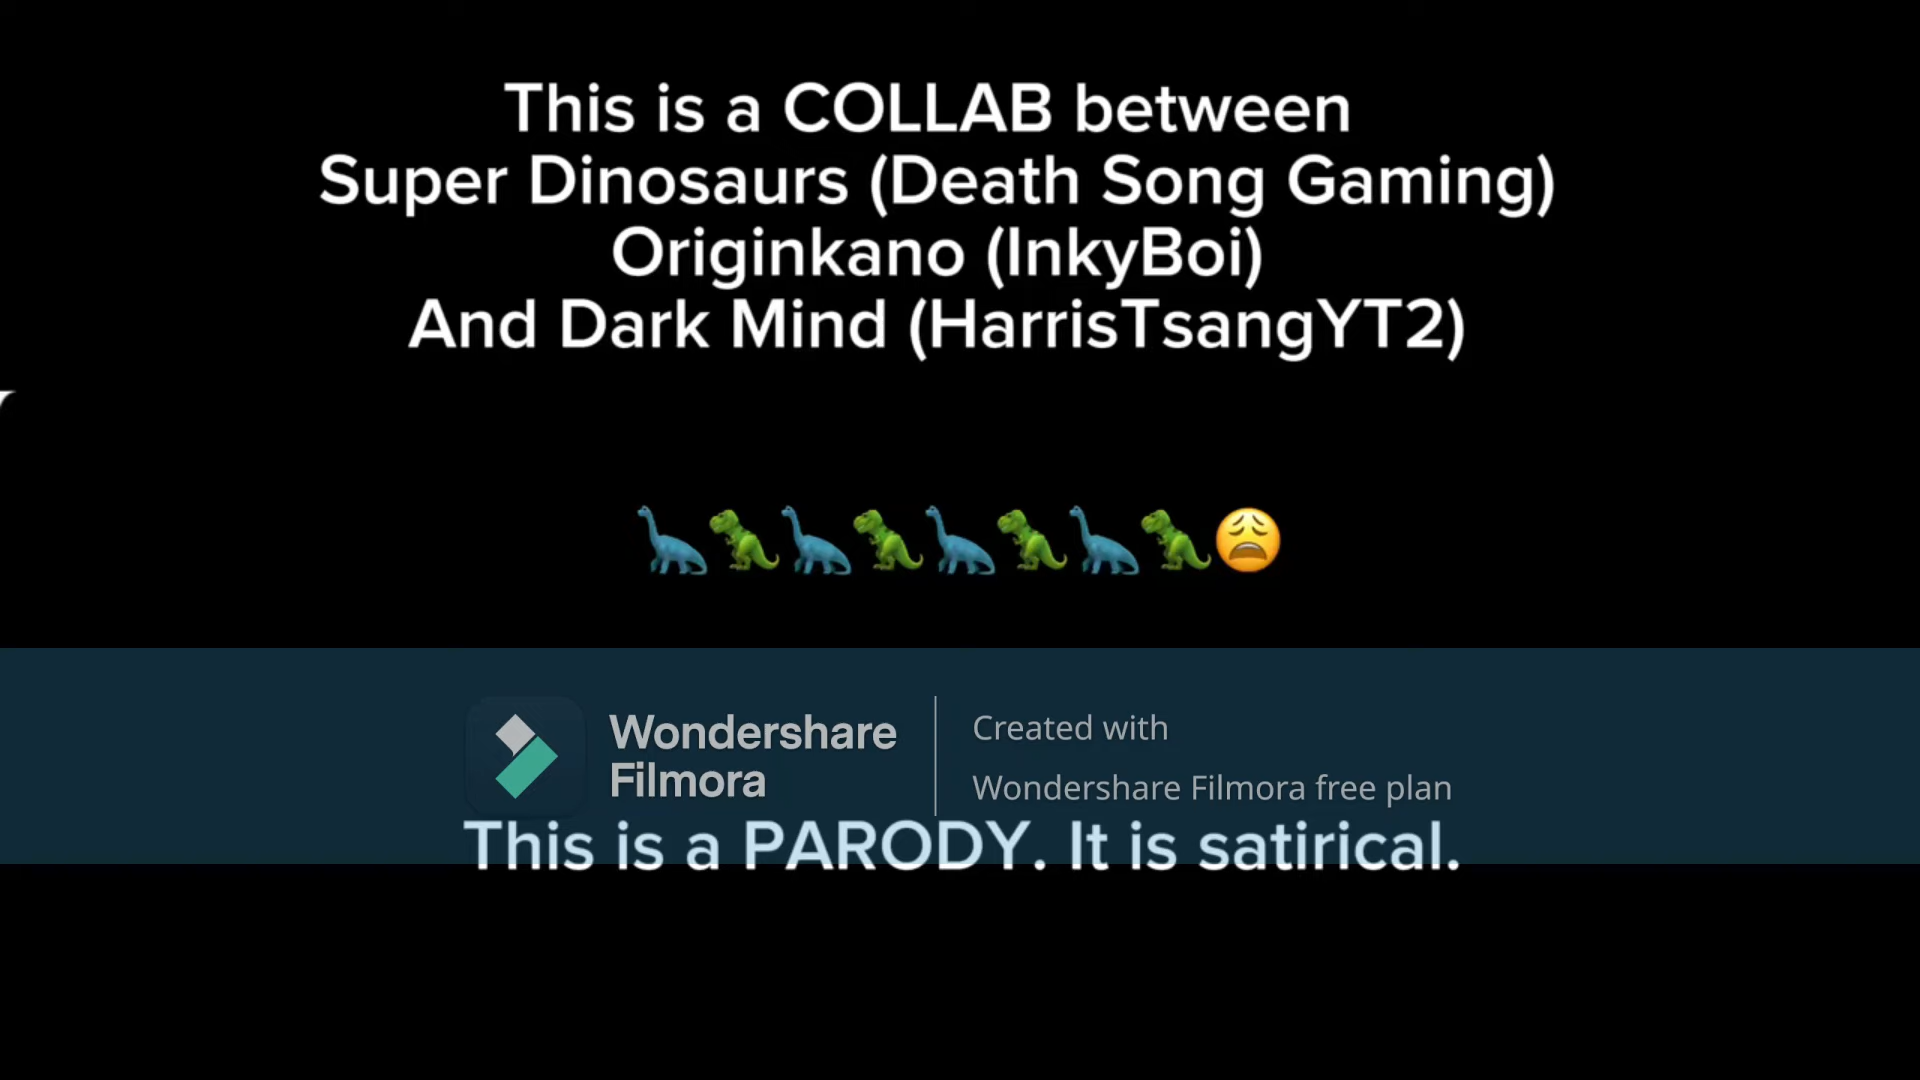 This is a COLLAB between
Super Dinosaurs (Death Song Gaming)
Originkano (InkyBoi)
And Dark Mind (HarrisTsangYT2)
🦕🦖🦕🦖🦕🦖🦕🦖😩
Wondershare
Filmora
Created with
Wondershare Filmora free plan
This is a PARODY. It is satirical.